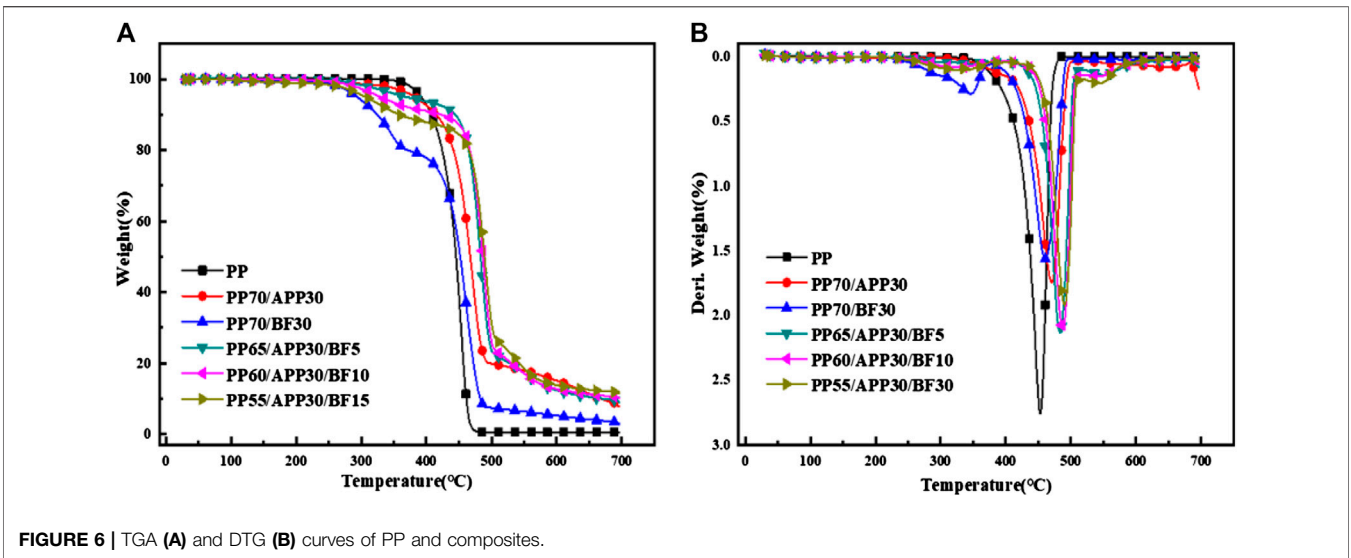 A
100
80
60
40
20
0
Weight(%)
PP
PP70/APP30
PP70/BF30
PP65/APP30/BF5
PP60/APP30/BF10
PP55/APP30/BF15
0 100 200 300 400 500 600 700
Temperature(°C)
B
0.0
0.5
1.0
1.5
2.0
2.5
3.0
Deri. Weight(%)
PP
PP70/APP30
PP70/BF30
PP65/APP30/BF5
PP60/APP30/BF10
PP55/APP30/BF30
0 100 200 300 400 500 600 700
Temperature(°C)
FIGURE 6 | TGA (A) and DTG (B) curves of PP and composites.